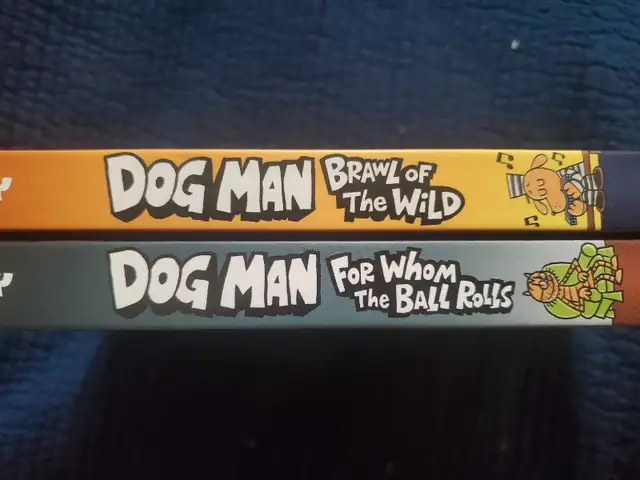 Y DOG MAN BRAWL OF
THE WILD
Y DOG MAN FOR WHOM
THE BALL ROLLS